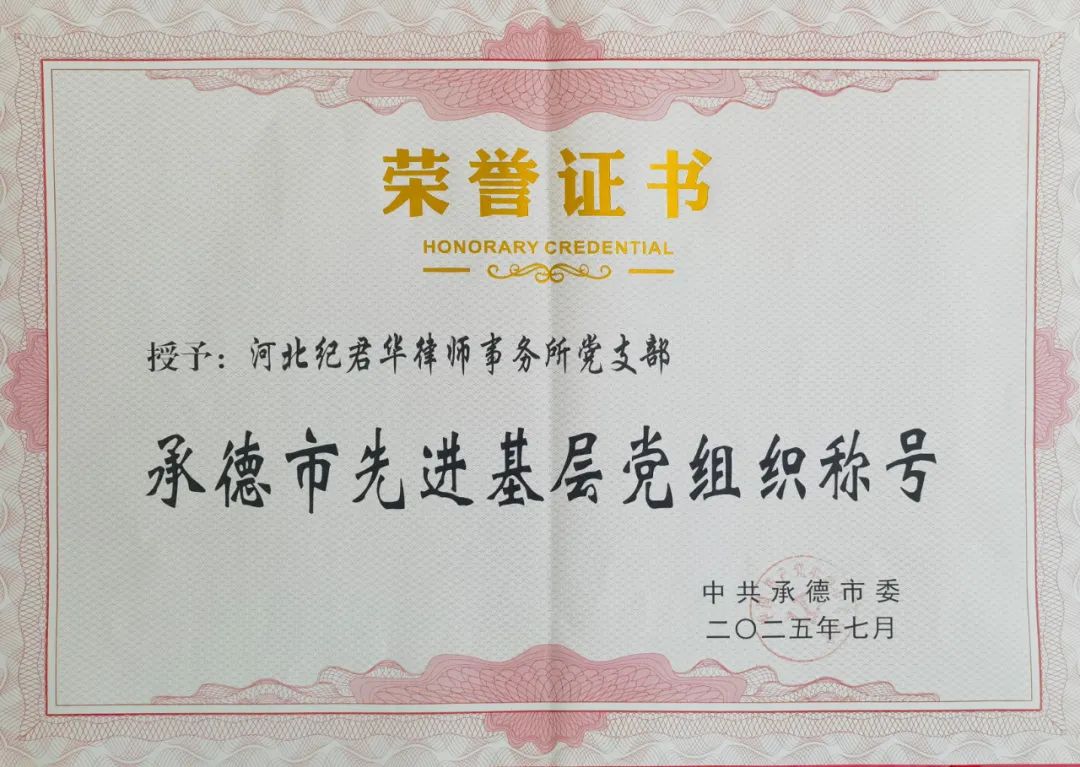 荣誉证书
HONORARY CREDENTIAL
授予：河北纪君华律师事务所党支部
承德市先进基层党组织称号
中共承德市委
二〇二五年七月